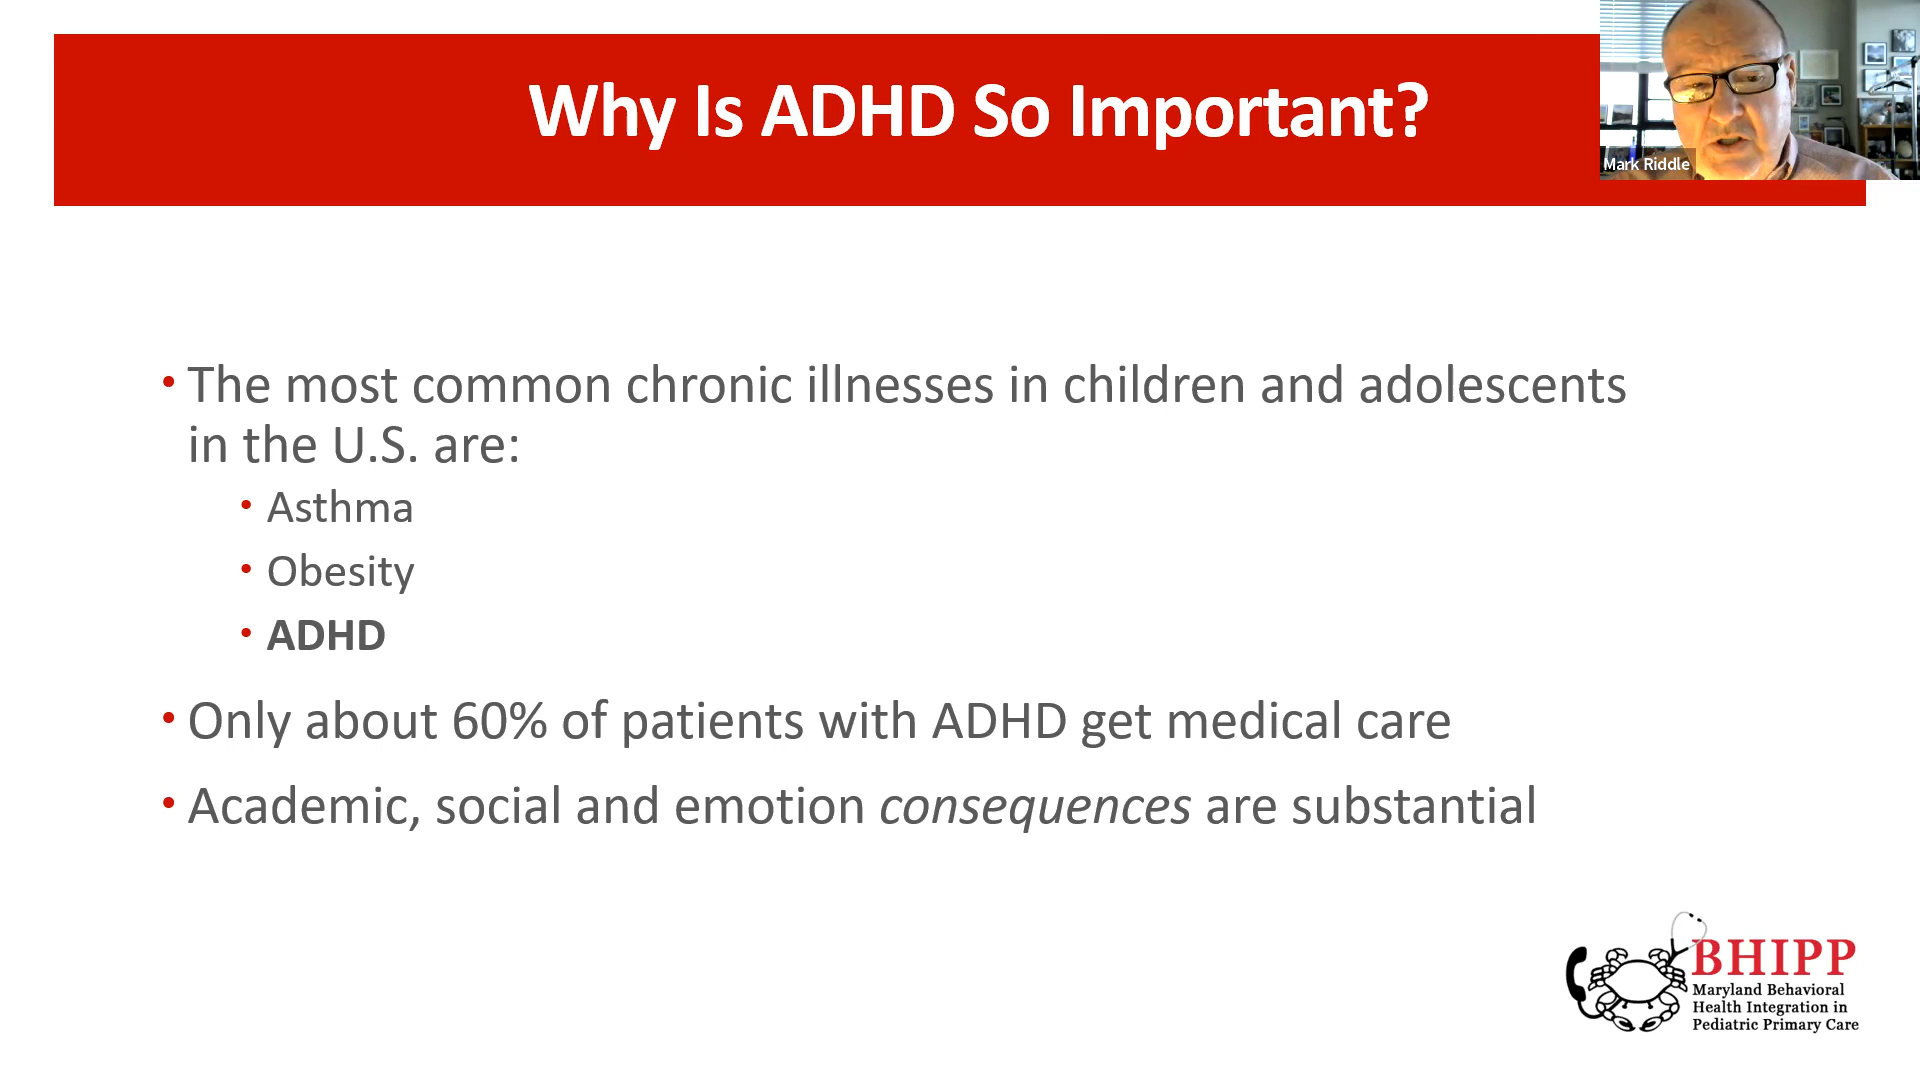 Why Is ADHD So Important?
Mark Riddle
• The most common chronic illnesses in children and adolescents
in the U.S. are:
• Asthma
• Obesity
• ADHD
• Only about 60% of patients with ADHD get medical care
• Academic, social and emotion consequences are substantial
BHIPP
Maryland Behavioral
Health Integration in
Pediatric Primary Care